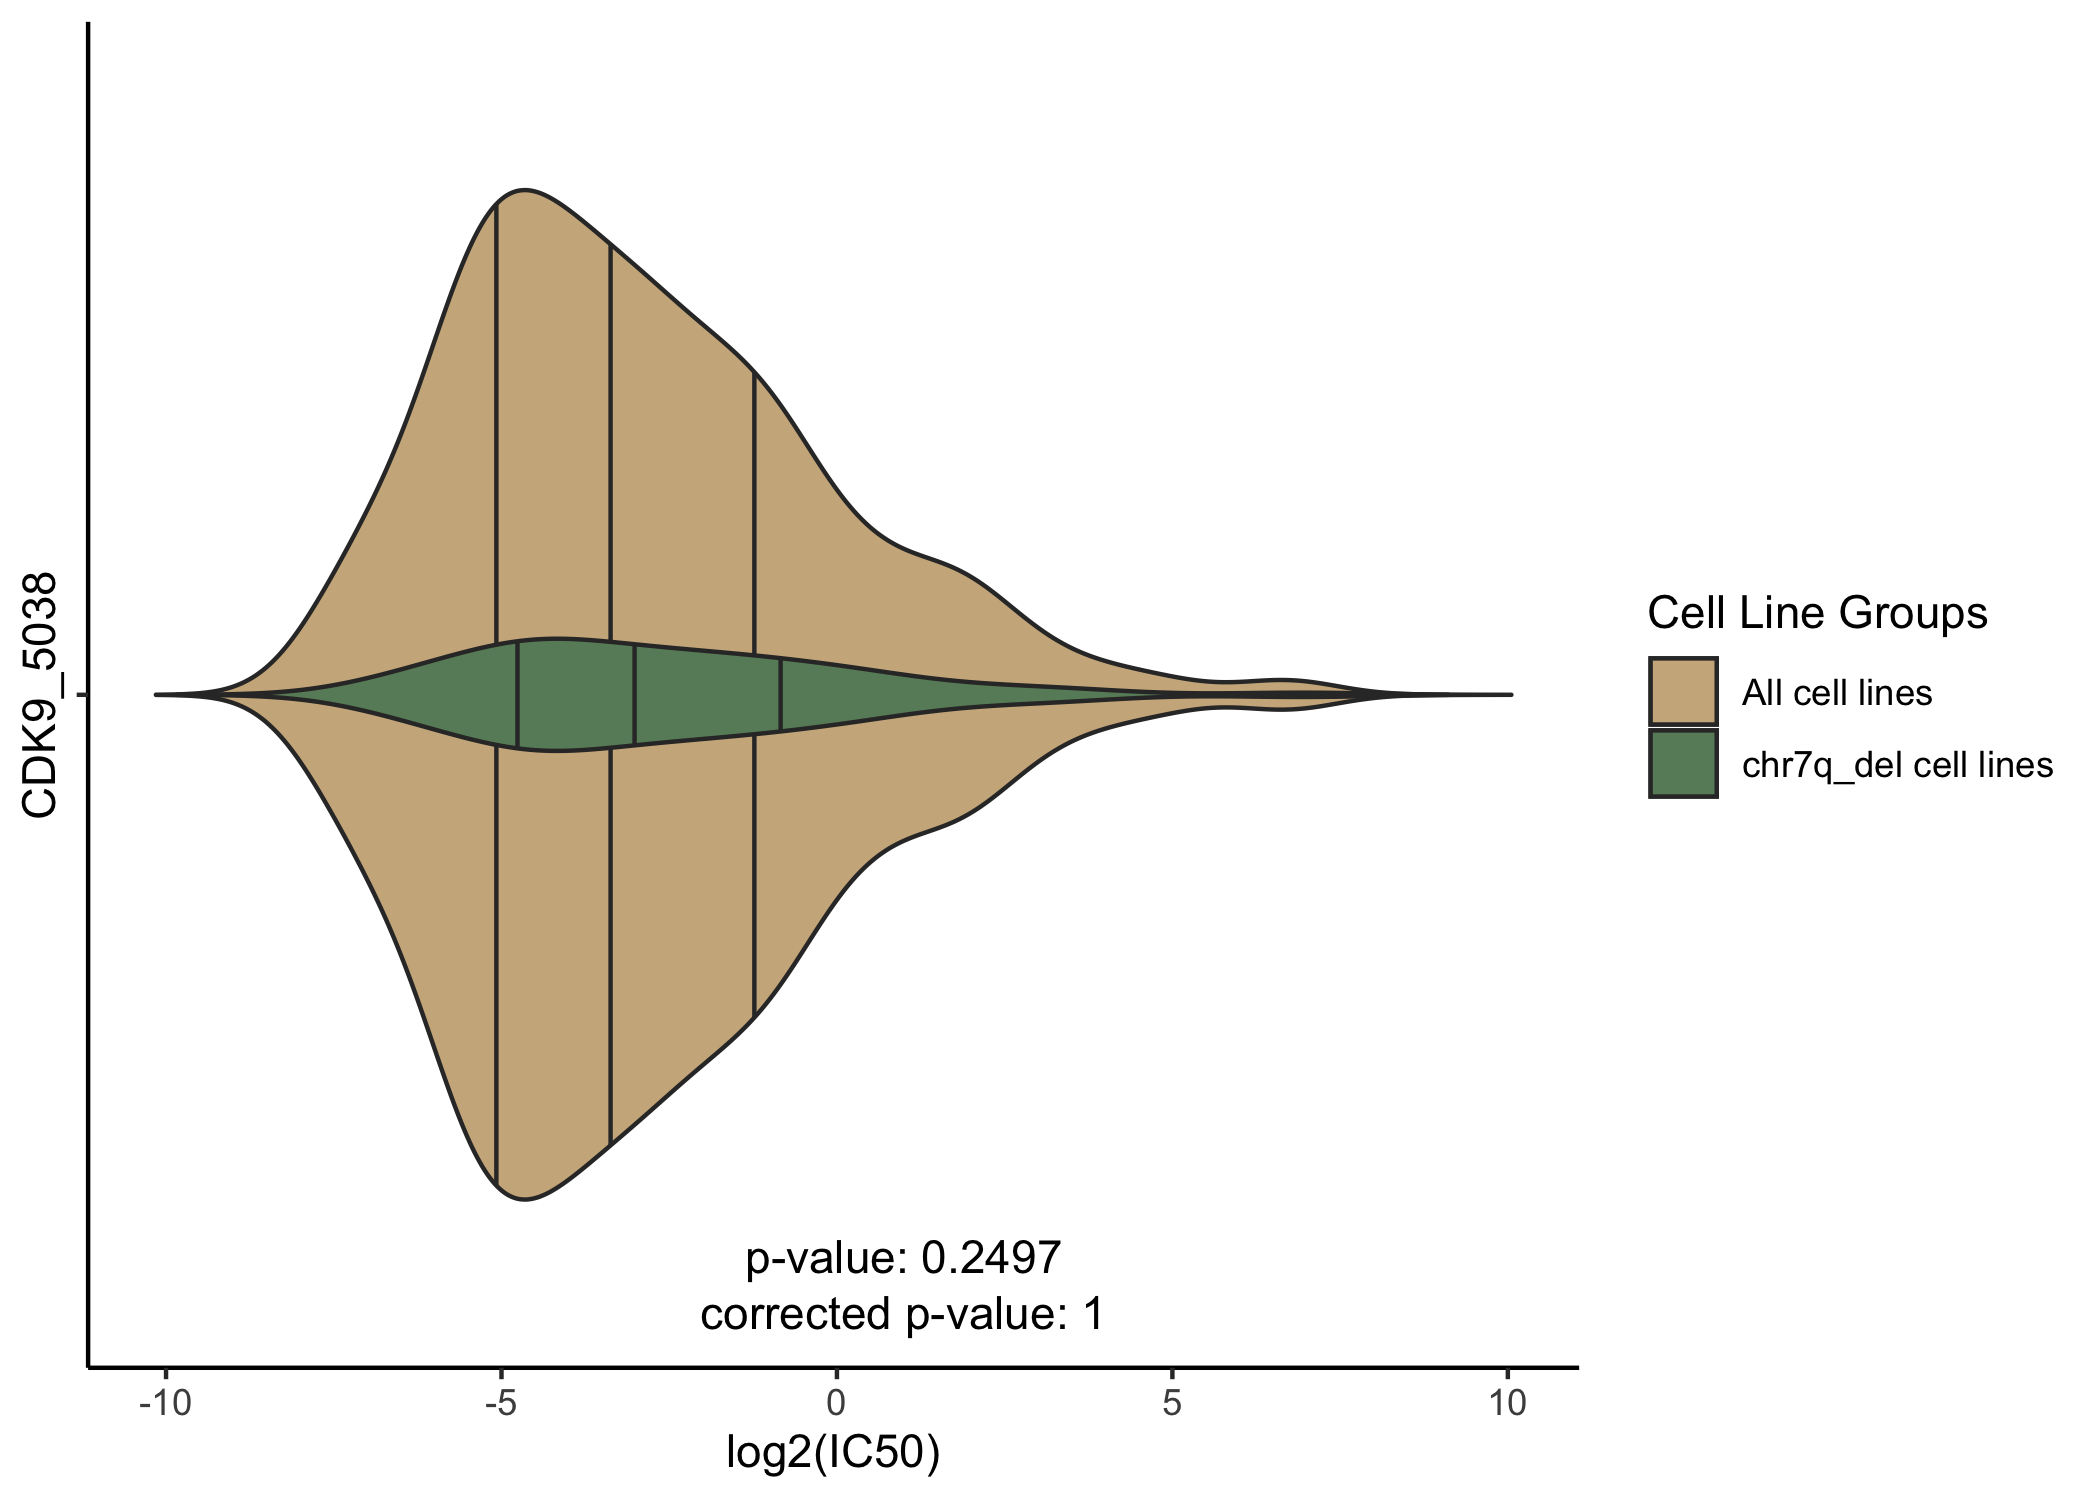 CDK9_5038
p-value: 0.2497
corrected p-value: 1
-10
-5
0
5
10
log2(IC50)
Cell Line Groups
All cell lines
chr7q_del cell lines